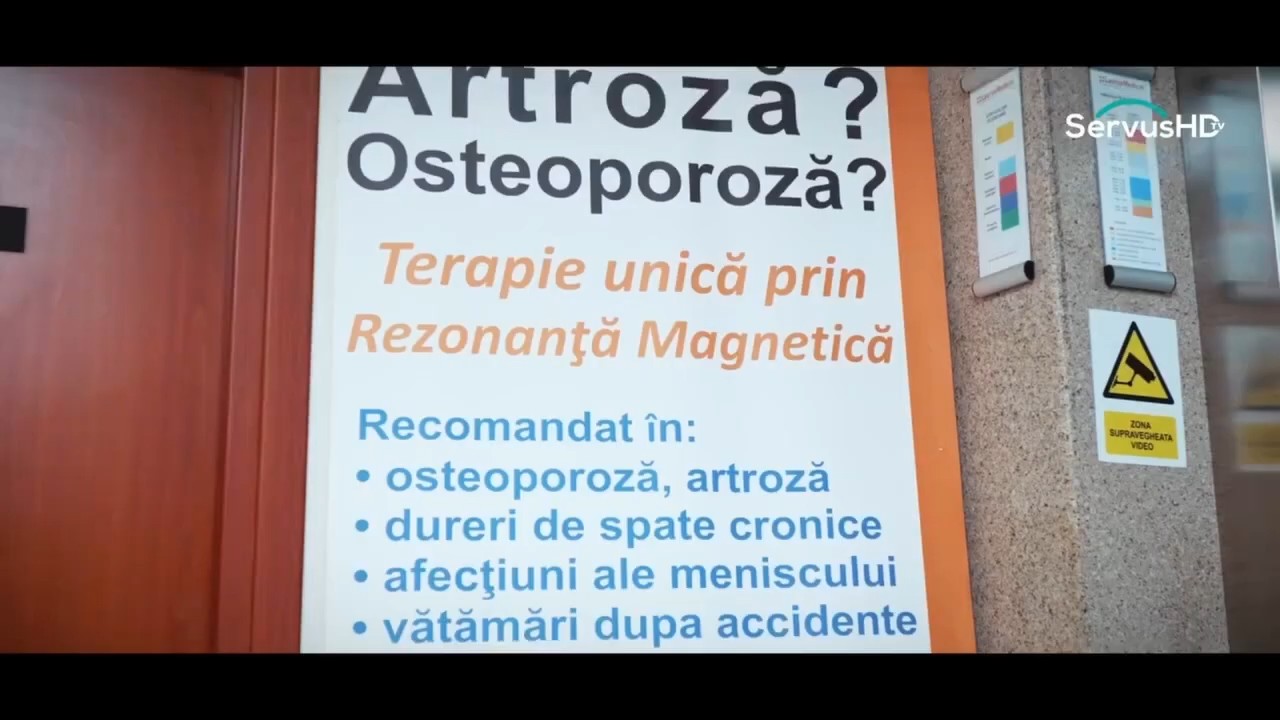 Artroză?
Osteoporoză?
Terapie unică prin
Rezonanţă Magnetică
Recomandat în:
• osteoporoză, artroză
• dureri de spate cronice
• afecţiuni ale meniscului
• vătămări dupa accidente
ServusHD TV
ZONA
SUPRAVEGHEATA
VIDEO